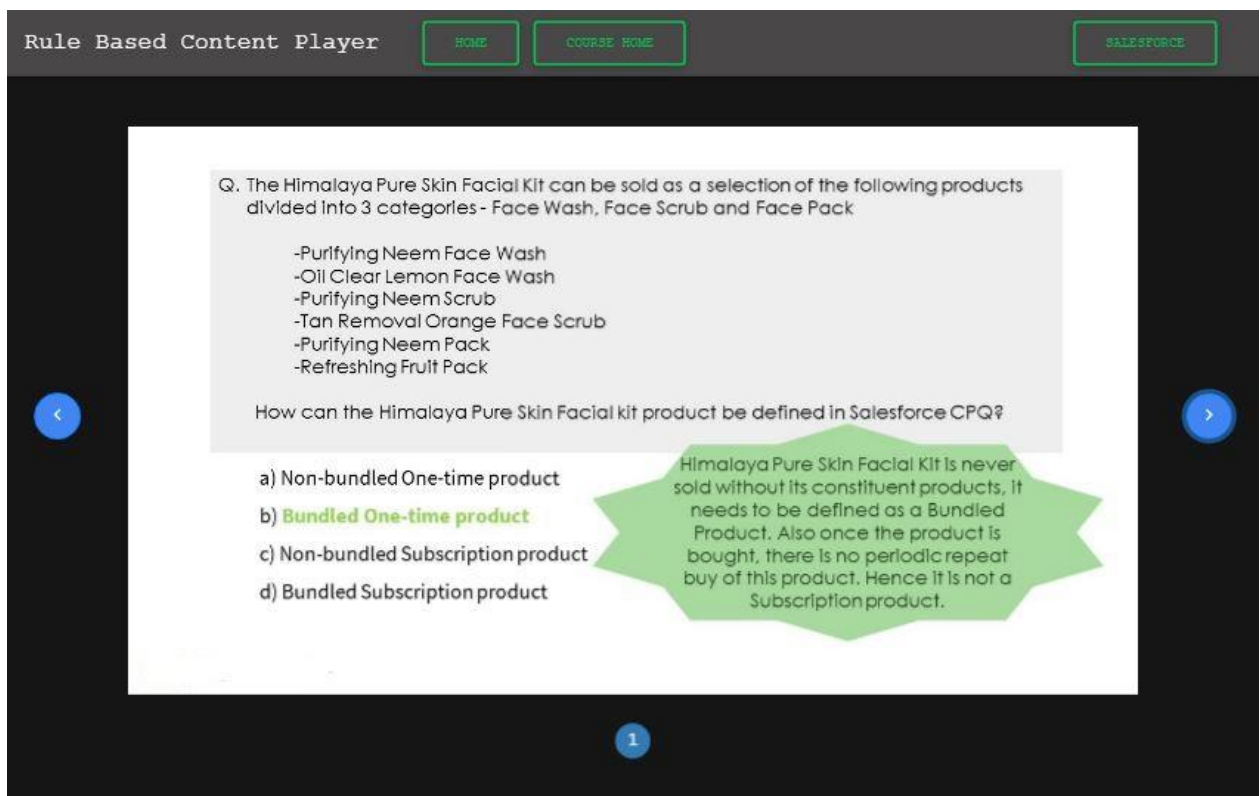 Rule Based Content Player
HOME
COURSE HOME
SALESFORCE
Q. The Himalaya Pure Skin Facial Kit can be sold as a selection of the following products
divided into 3 categories - Face Wash, Face Scrub and Face Pack
-Purifying Neem Face Wash
-Oil Clear Lemon Face Wash
-Purifying Neem Scrub
-Tan Removal Orange Face Scrub
-Purifying Neem Pack
-Refreshing Fruit Pack
How can the Himalaya Pure Skin Facial kit product be defined in Salesforce CPQ?
a) Non-bundled One-time product
b) Bundled One-time product
c) Non-bundled Subscription product
d) Bundled Subscription product
Himalaya Pure Skin Facial Kit is never
sold without its constituent products, it
needs to be defined as a Bundled
Product. Also once the product is
bought, there is no periodic repeat
buy of this product. Hence it is not a
Subscription product.
1